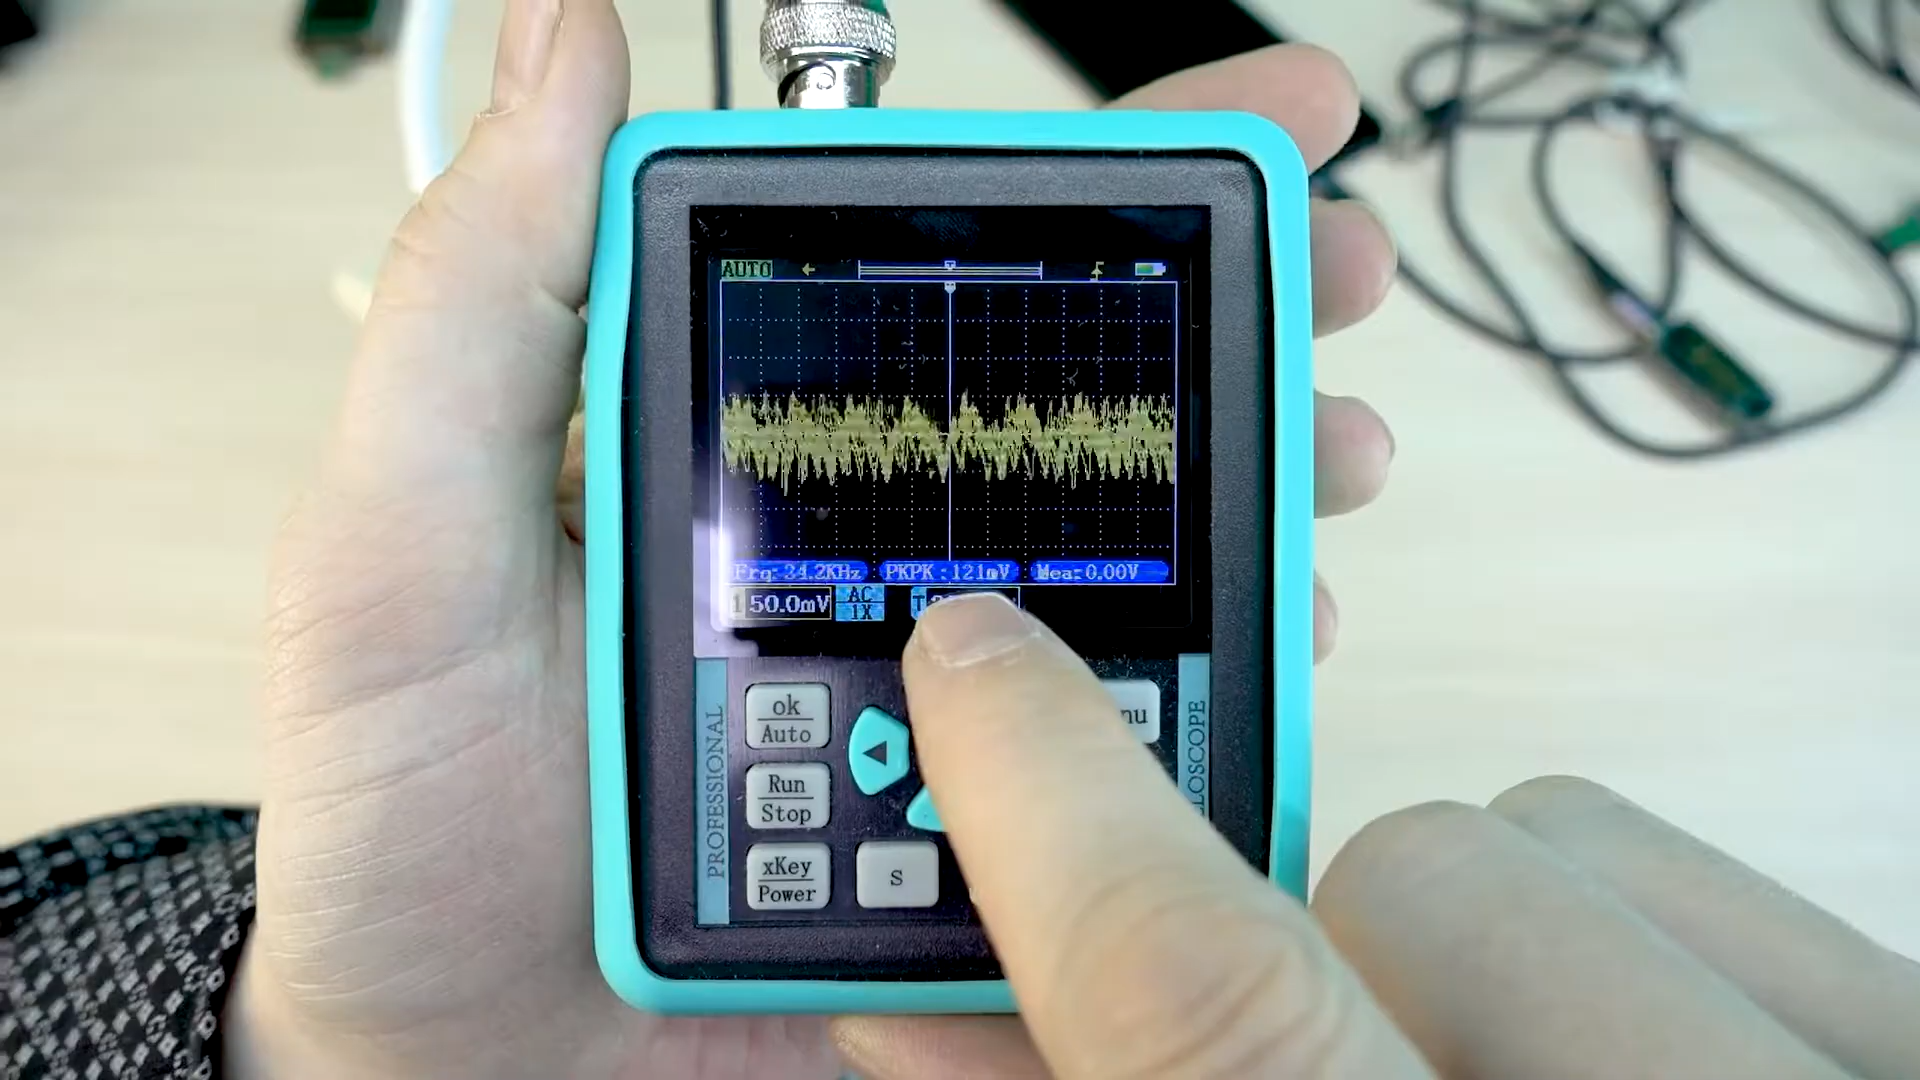 AUTO
Frq:34.2KHz PKPK:121mV Mea:0.00V
1 50.0mV AC 1X T
ok
Auto
Run
Stop
xKey
Power
S
nu
PROFESSIONAL
LOSCOPE